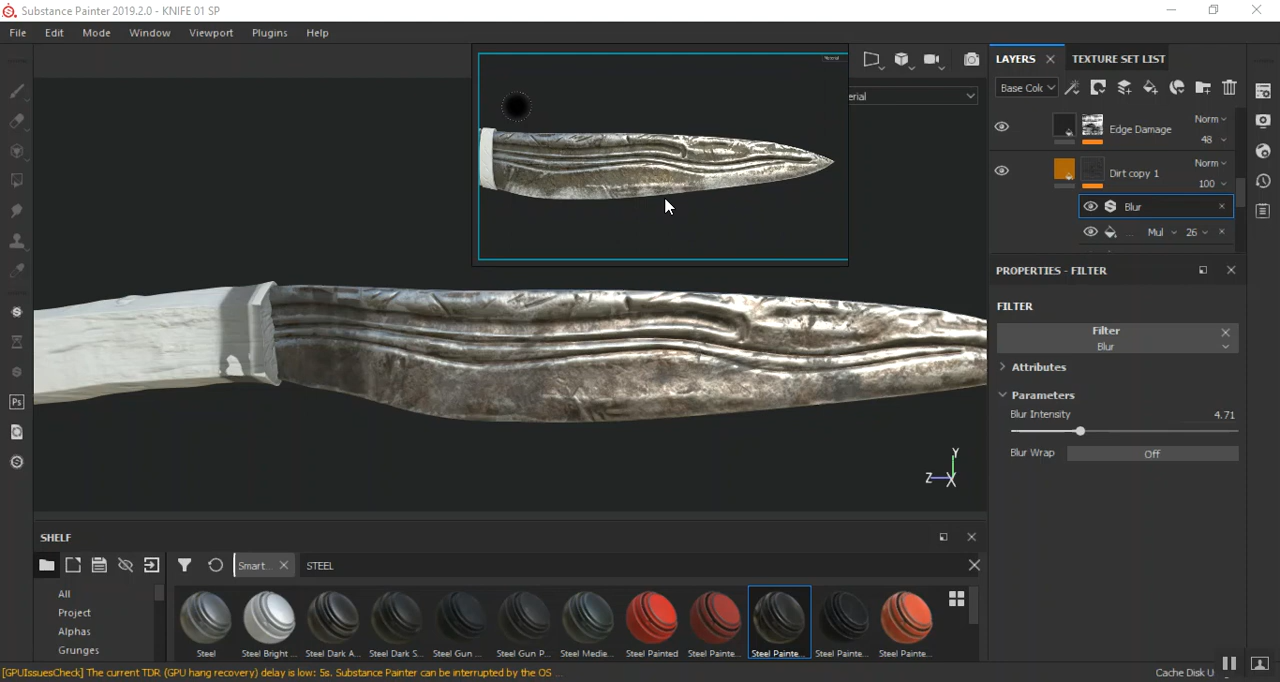 Substance Painter 2019.2.0 - KNIFE 01 SP
File Edit Mode Window Viewport Plugins Help
LAYERS TEXTURE SET LIST
Base Colo
erial
Norm
Edge Damage
48
Norm
Dirt copy 1
100
Blur
... Mul 26
PROPERTIES - FILTER
FILTER
Filter
Blur
Attributes
Parameters
Blur Intensity 4.71
Blur Wrap Off
Y
Z X
SHELF
Smart... STEEL
All
Project
Alphas
Grunges
Steel Steel Bright ... Steel Dark A... Steel Dark S... Steel Gun ... Steel Gun P... Steel Medie... Steel Painted Steel Painte... Steel Painte... Steel Painte... Steel Painte...
[GPUIssuesCheck] The current TDR (GPU hang recovery) delay is low: 5s. Substance Painter can be interrupted by the OS ...
Cache Disk U
Ps